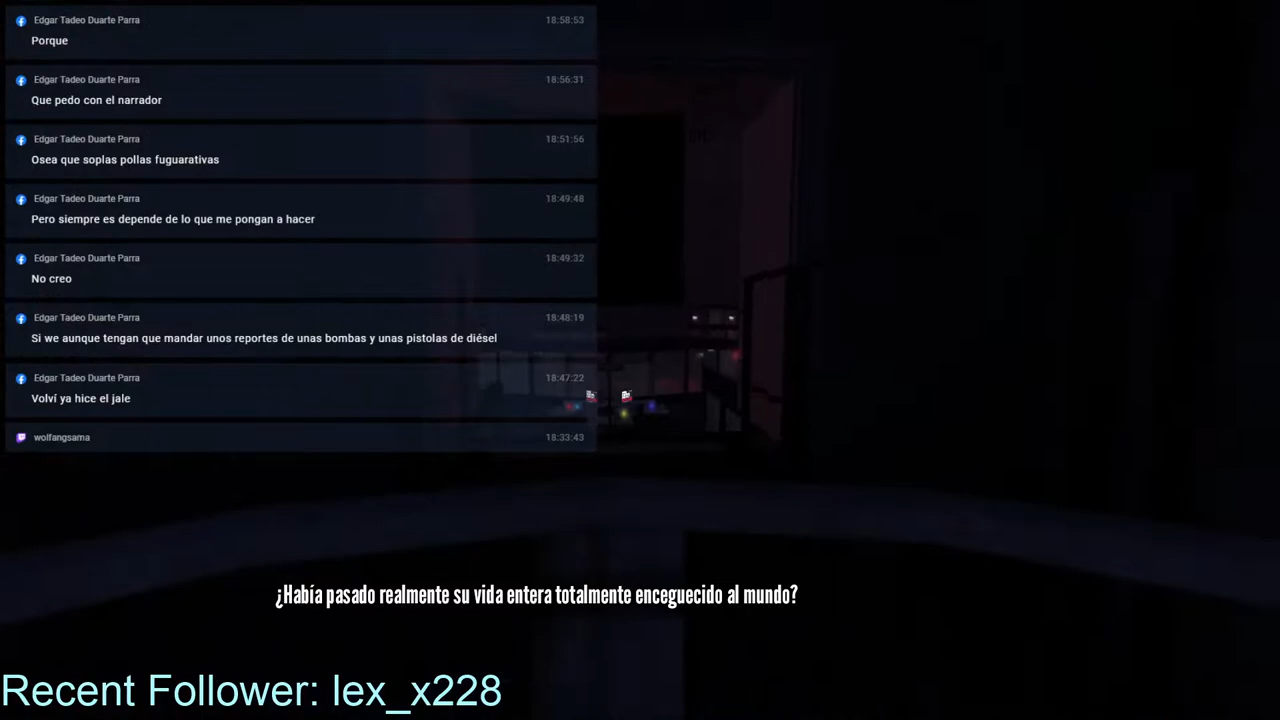 Edgar Tadeo Duarte Parra 18:58:53
Porque
Edgar Tadeo Duarte Parra 18:56:31
Que pedo con el narrador
Edgar Tadeo Duarte Parra 18:51:56
Osea que soplas pollas fuguarativas
Edgar Tadeo Duarte Parra 18:49:48
Pero siempre es depende de lo que me pongan a hacer
Edgar Tadeo Duarte Parra 18:49:32
No creo
Edgar Tadeo Duarte Parra 18:48:19
Si we aunque tengan que mandar unos reportes de unas bombas y unas pistolas de diésel
Edgar Tadeo Duarte Parra 18:47:22
Volví ya hice el jale
wolfangsama 18:33:43
¿Había pasado realmente su vida entera totalmente enceguecido al mundo?
Recent Follower: lex_x228